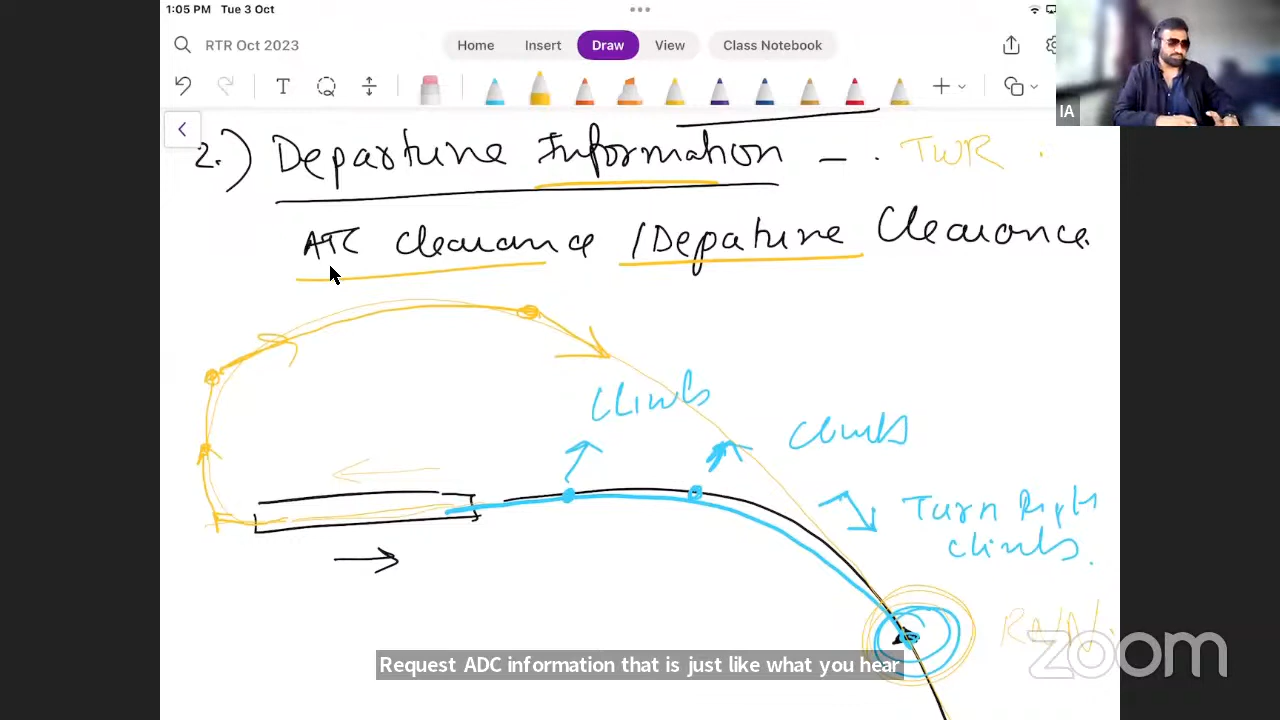 1:05 PM Tue 3 Oct
RTR Oct 2023
Home Insert Draw View Class Notebook
IA
2.) Departure Information - . TWR .
ATC Clearance / Depature Clearance.
Climb
Climb
Turn Right
climb.
Request ADC information that is just like what you hear
zoom